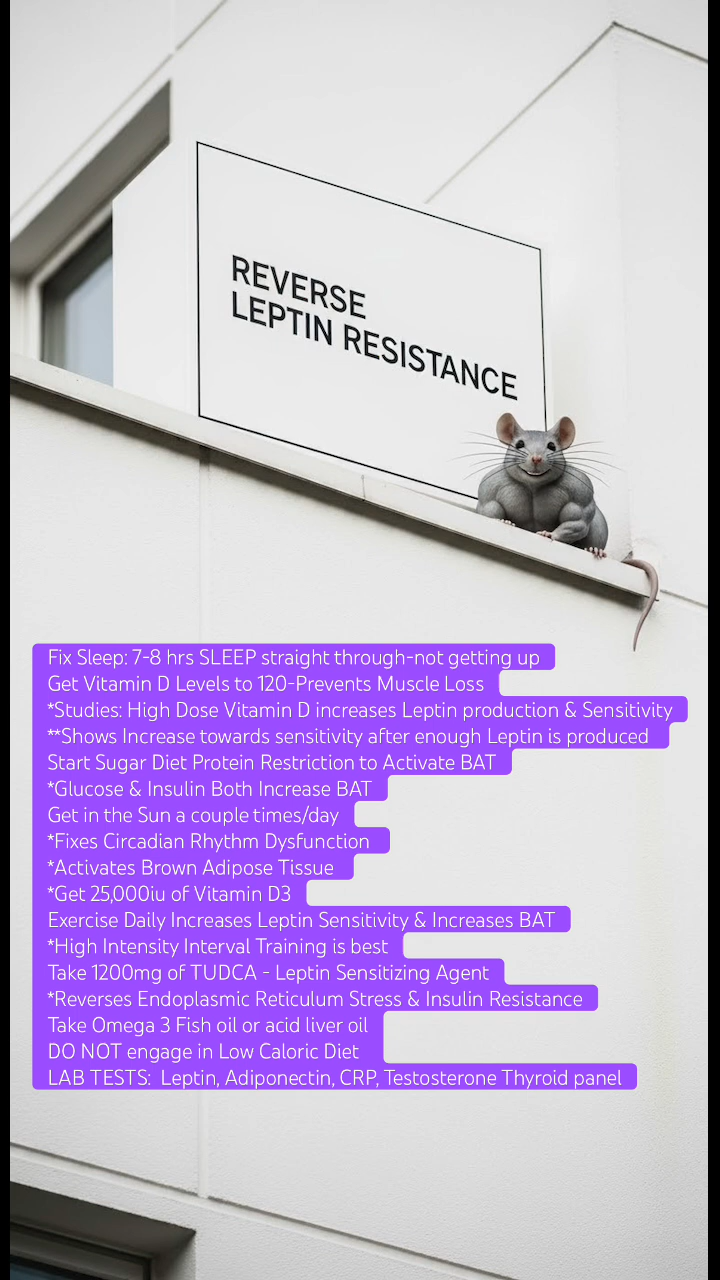 REVERSE
LEPTIN RESISTANCE
Fix Sleep: 7-8 hrs SLEEP straight through-not getting up
Get Vitamin D Levels to 120-Prevents Muscle Loss
*Studies: High Dose Vitamin D increases Leptin production & Sensitivity
**Shows Increase towards sensitivity after enough Leptin is produced
Start Sugar Diet Protein Restriction to Activate BAT
*Glucose & Insulin Both Increase BAT
Get in the Sun a couple times/day
*Fixes Circadian Rhythm Dysfunction
*Activates Brown Adipose Tissue
*Get 25,000iu of Vitamin D3
Exercise Daily Increases Leptin Sensitivity & Increases BAT
*High Intensity Interval Training is best
Take 1200mg of TUDCA - Leptin Sensitizing Agent
*Reverses Endoplasmic Reticulum Stress & Insulin Resistance
Take Omega 3 Fish oil or acid liver oil
DO NOT engage in Low Caloric Diet
LAB TESTS:  Leptin, Adiponectin, CRP, Testosterone Thyroid panel